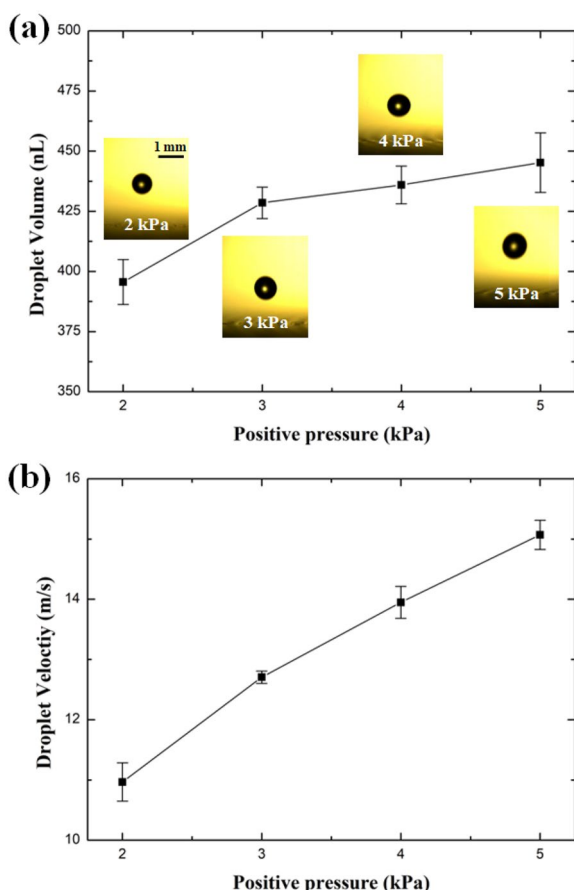 (a)
500
475
450
425
400
375
350
Droplet Volume (nL)
1 mm
2 kPa
3 kPa
4 kPa
5 kPa
2 3 4 5
Positive pressure (kPa)
(b)
16
14
12
10
Droplet Veloctiy (m/s)
2 3 4 5
Positive pressure (kPa)